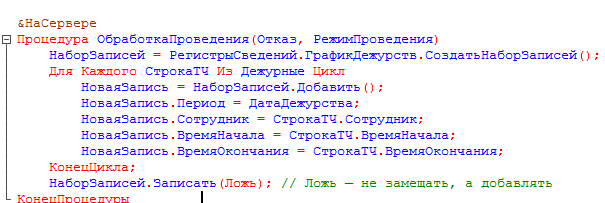 &НаСервере
Процедура ОбработкаПроведения(Отказ, РежимПроведения)
НаборЗаписей = РегистрыСведений.ГрафикДежурств.СоздатьНаборЗаписей();
Для Каждого СтрокаТЧ Из Дежурные Цикл
НоваяЗапись = НаборЗаписей.Добавить();
НоваяЗапись.Период = ДатаДежурства;
НоваяЗапись.Сотрудник = СтрокаТЧ.Сотрудник;
НоваяЗапись.ВремяНачала = СтрокаТЧ.ВремяНачала;
НоваяЗапись.ВремяОкончания = СтрокаТЧ.ВремяОкончания;
КонецЦикла;
НаборЗаписей.Записать(Ложь); // Ложь — не замещать, а добавлять
КонецПроцедуры